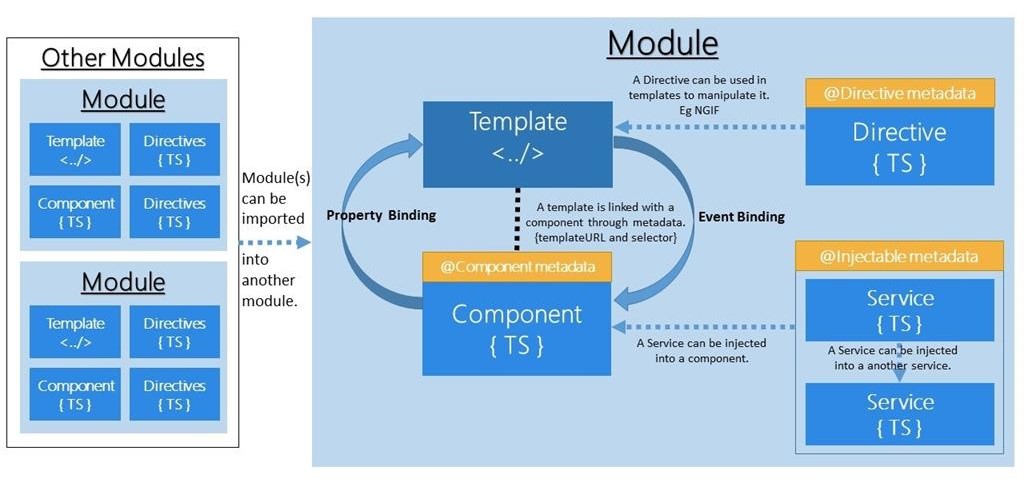 Other Modules
Module
Template
<../>
Directives
{ TS }
Component
{ TS }
Directives
{ TS }
Module
Template
<../>
Directives
{ TS }
Component
{ TS }
Directives
{ TS }
Module(s)
can be
imported
into
another
module.
Module
Template
<../>
A Directive can be used in
templates to manipulate it.
Eg NGIF
@Directive metadata
Directive
{ TS }
Property Binding
A template is linked with a
component through metadata.
{templateURL and selector}
Event Binding
@Component metadata
Component
{ TS }
A Service can be injected
into a component.
@Injectable metadata
Service
{ TS }
A Service can be injected
into a another service.
Service
{ TS }